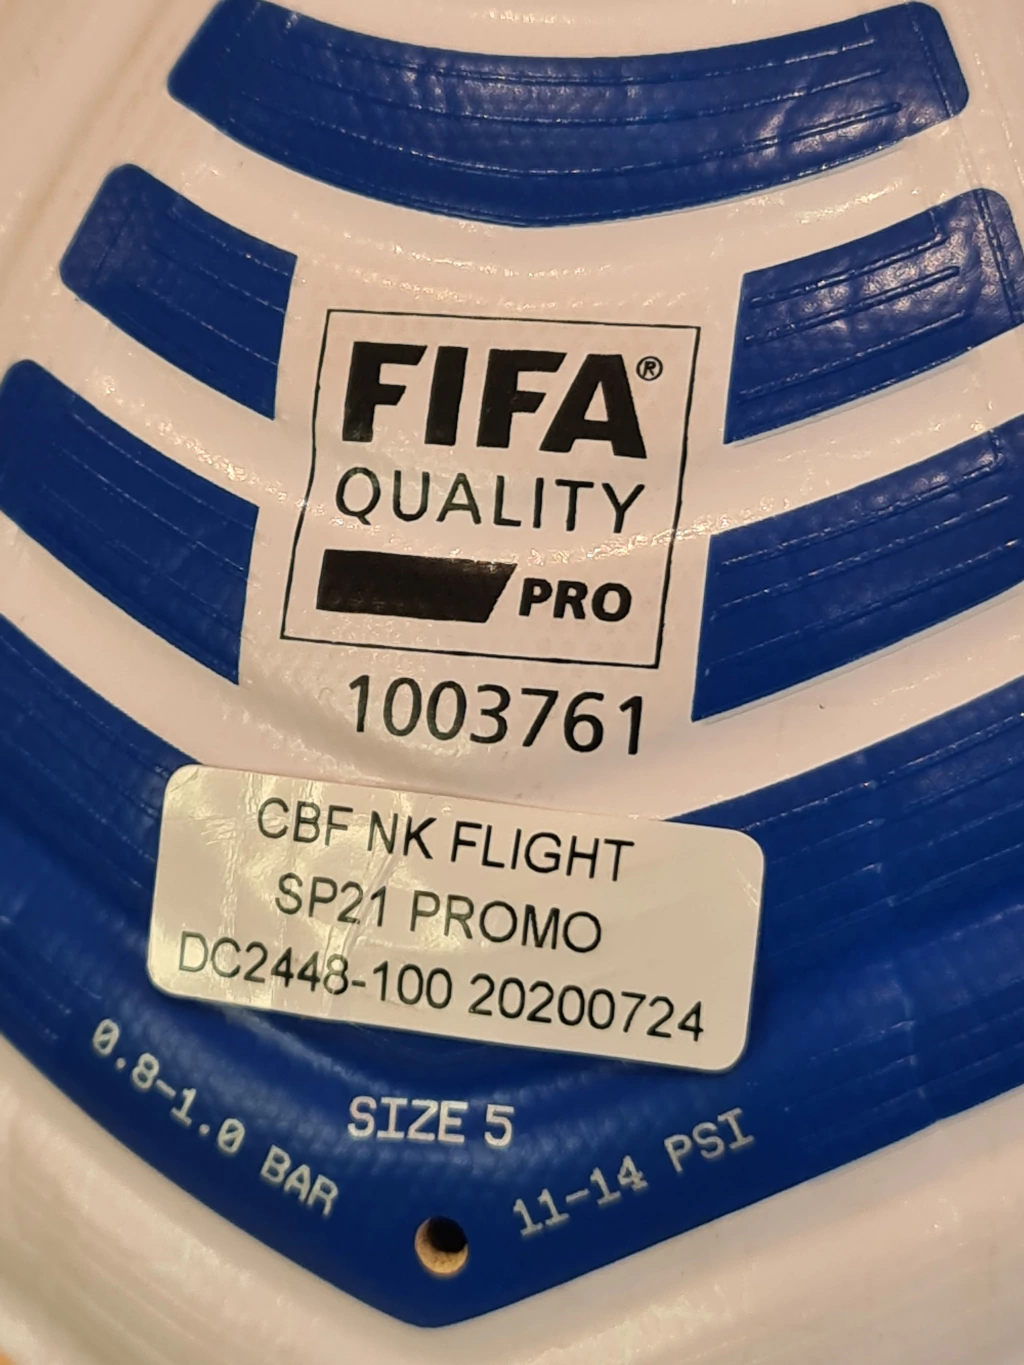 FIFA®
QUALITY
PRO
1003761
CBF NK FLIGHT
SP21 PROMO
DC2448-100 20200724
0.8-1.0 BAR
SIZE 5
11-14 PSI